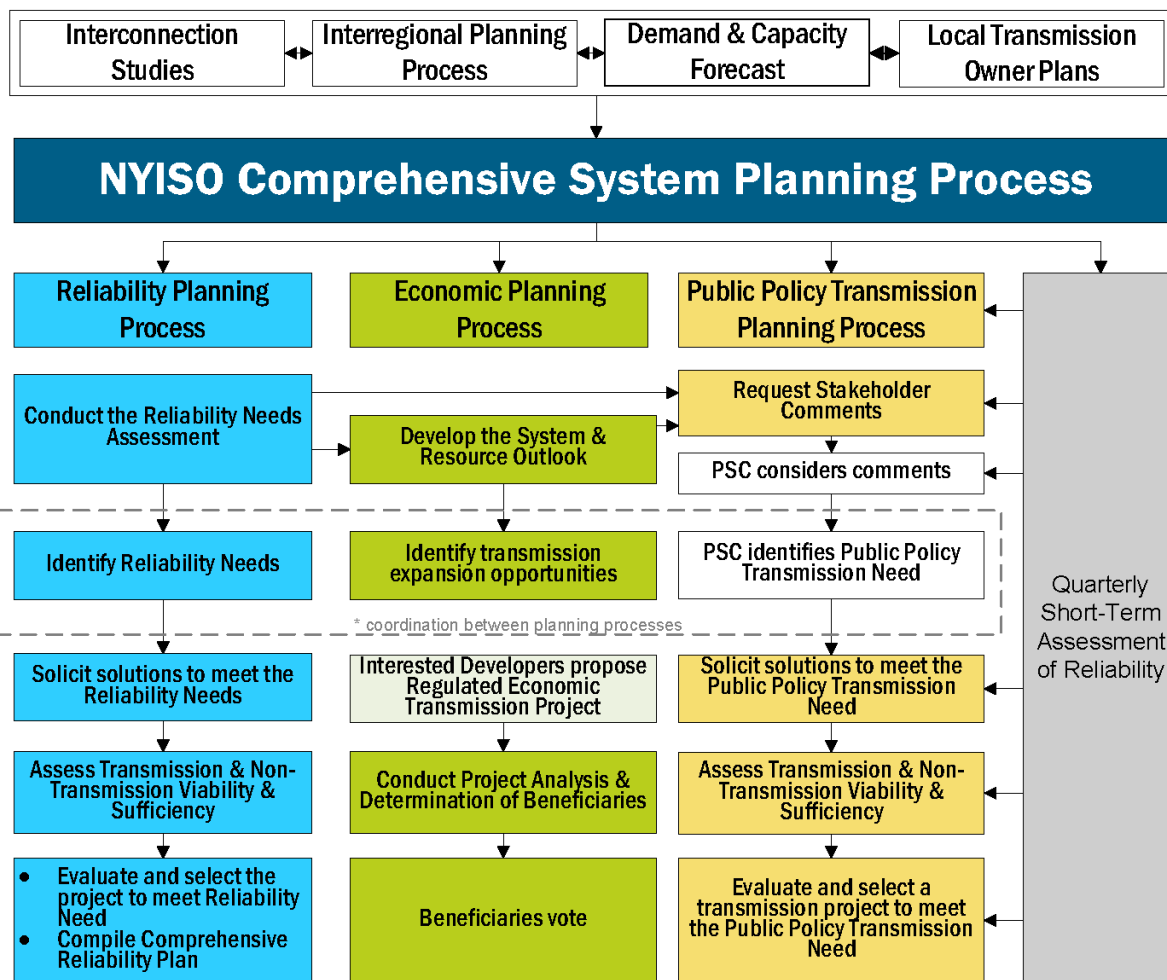 Interconnection
Studies
Interregional Planning
Process
Demand & Capacity
Forecast
Local Transmission
Owner Plans
NYISO Comprehensive System Planning Process
Reliability Planning
Process
Economic Planning
Process
Public Policy Transmission
Planning Process
Conduct the Reliability Needs
Assessment
Develop the System &
Resource Outlook
Request Stakeholder
Comments
PSC considers comments
Identify Reliability Needs
Identify transmission
expansion opportunities
PSC identifies Public Policy
Transmission Need
* coordination between planning processes
Quarterly
Short-Term
Assessment
of Reliability
Solicit solutions to meet the
Reliability Needs
Interested Developers propose
Regulated Economic
Transmission Project
Solicit solutions to meet the
Public Policy Transmission
Need
Assess Transmission & Non-
Transmission Viability &
Sufficiency
Conduct Project Analysis &
Determination of Beneficiaries
Assess Transmission & Non-
Transmission Viability &
Sufficiency
• Evaluate and select the
project to meet Reliability
Need
• Compile Comprehensive
Reliability Plan
Beneficiaries vote
Evaluate and select a
transmission project to meet
the Public Policy Transmission
Need